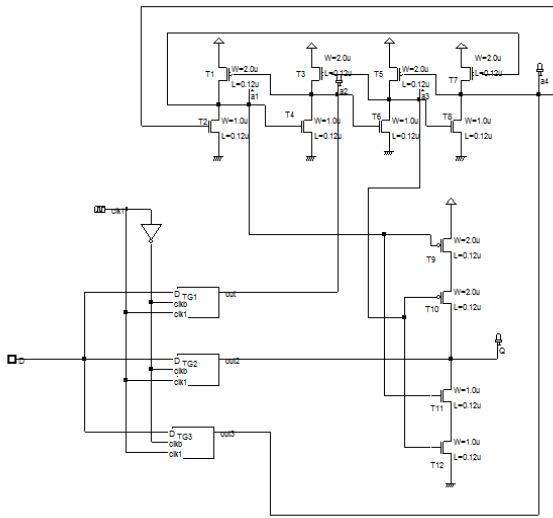 W=2.0u
W=2.0u
W=2.0u
W=2.0u
T1
T3
T5
T7
L=0.12u
L=0.12u
L=0.12u
L=0.12u
a1
a2
a3
a4
T2
W=1.0u
L=0.12u
T4
W=1.0u
L=0.12u
T6
W=1.0u
L=0.12u
T8
W=1.0u
L=0.12u
clk1
W=2.0u
T9
L=0.12u
W=2.0u
T10
L=0.12u
D TG1
out
clkb
clk1
D
D TG2
out2
clkb
clk1
Q
W=1.0u
T11
L=0.12u
D TG3
out3
clkb
clk1
W=1.0u
T12
L=0.12u